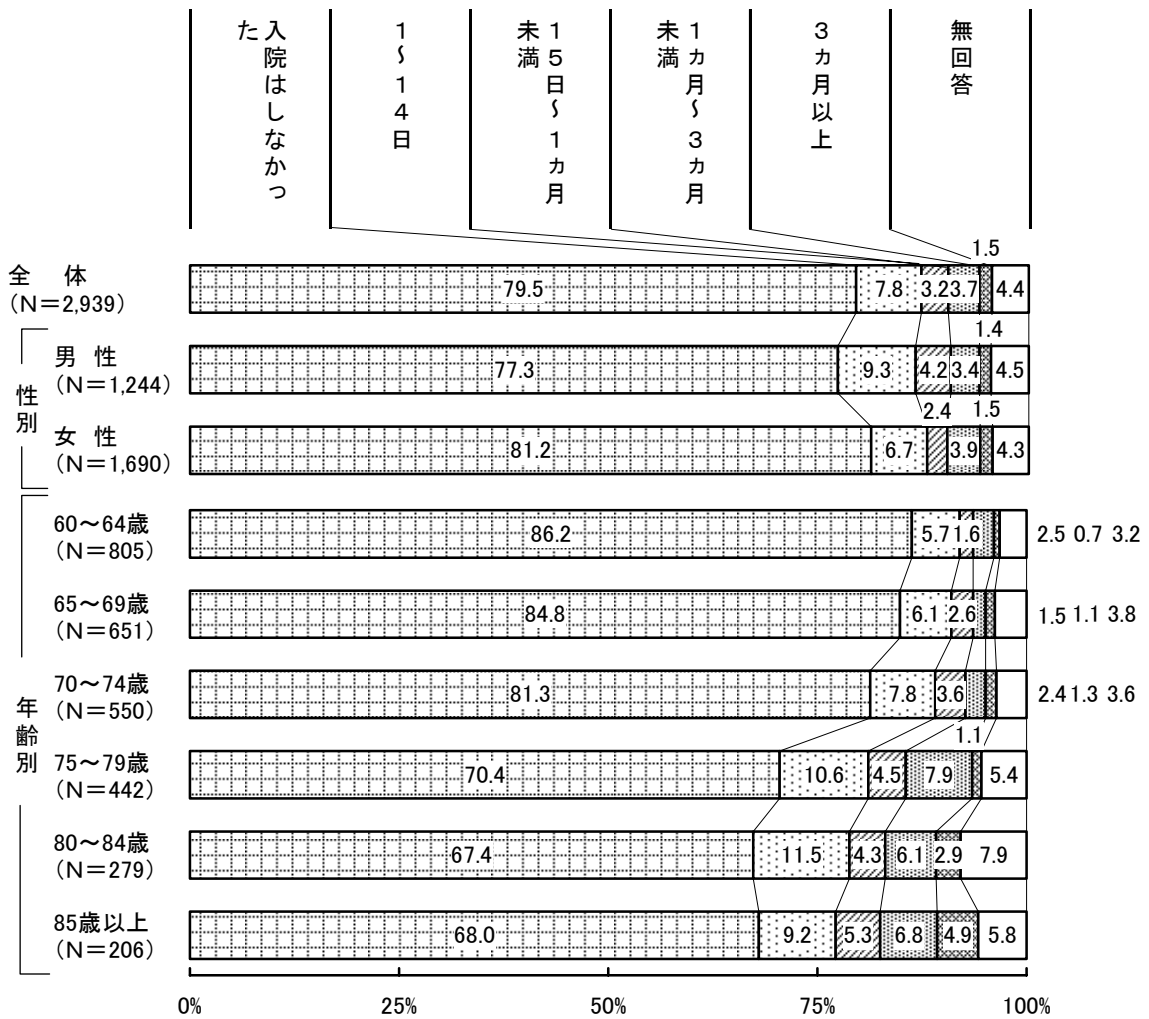 入院はしなかった
1～14日
15日～1カ月未満
1カ月～3カ月未満
3カ月以上
無回答
1.5
全 体
(N=2,939)
79.5 7.8 3.2 3.7 4.4
1.4
男 性
(N=1,244)
77.3 9.3 4.2 3.4 4.5
性別
2.4 1.5
女 性
(N=1,690)
81.2 6.7 3.9 4.3
60～64歳
(N=805)
86.2 5.7 1.6 2.5 0.7 3.2
65～69歳
(N=651)
84.8 6.1 2.6 1.5 1.1 3.8
70～74歳
(N=550)
81.3 7.8 3.6 2.4 1.3 3.6
年齢別
1.1
75～79歳
(N=442)
70.4 10.6 4.5 7.9 5.4
80～84歳
(N=279)
67.4 11.5 4.3 6.1 2.9 7.9
85歳以上
(N=206)
68.0 9.2 5.3 6.8 4.9 5.8
0% 25% 50% 75% 100%